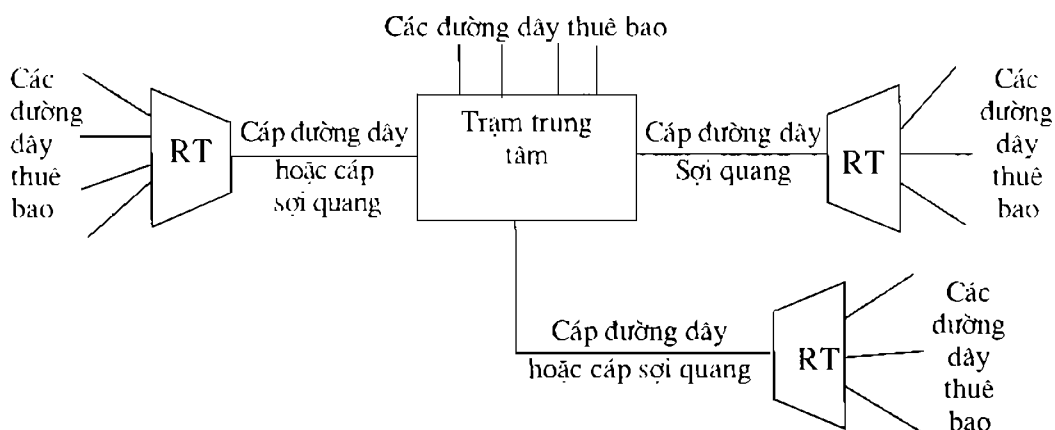 Các đường dây thuê bao
Các
đường
dây
thuê
bao
RT
Cáp đường dây
hoặc cáp
sợi quang
Trạm trung
tâm
Cáp đường dây
Sợi quang
RT
Các
đường
dây
thuê
bao
Cáp đường dây
hoặc cáp sợi quang
RT
Các
đường
dây
thuê
bao